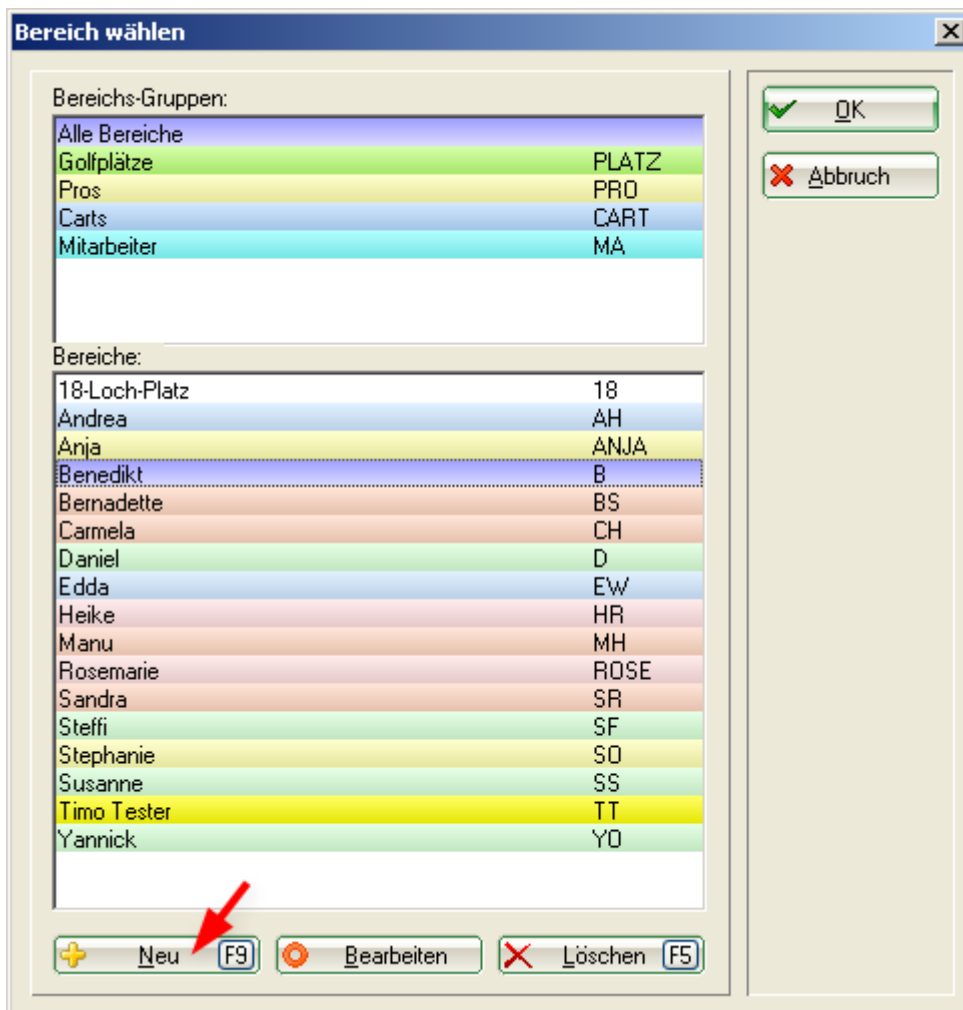 Bereich wählen
Bereichs-Gruppen:
Alle Bereiche
Golfplätze PLATZ
Pros PRO
Carts CART
Mitarbeiter MA
Bereiche:
18-Loch-Platz 18
Andrea AH
Anja ANJA
Benedikt B
Bernadette BS
Carmela CH
Daniel D
Edda EW
Heike HR
Manu MH
Rosemarie ROSE
Sandra SR
Steffi SF
Stephanie SO
Susanne SS
Timo Tester TT
Yannick YO
Neu F9 Bearbeiten Löschen F5
OK
Abbruch